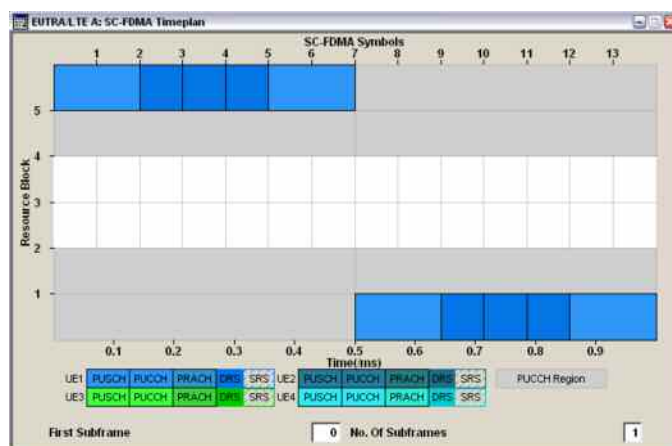 EUTRA/LTE A: SC-FDMA Timeplan
SC-FDMA Symbols
1 2 3 4 5 6 7 8 9 10 11 12 13
Resource Block
5
4
3
2
1
0.1 0.2 0.3 0.4 0.5 0.6 0.7 0.8 0.9
Time(ms)
UE1 PUSCH PUCCH PRACH DRS SRS UE2 PUSCH PUCCH PRACH DRS SRS PUCCH Region
UE3 PUSCH PUCCH PRACH DRS SRS UE4 PUSCH PUCCH PRACH DRS SRS
First Subframe 0 No. Of Subframes 1